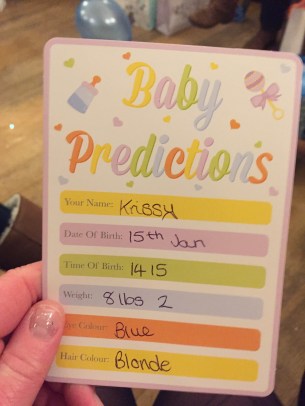 Baby
Predictions
Your Name: Krissy
Date Of Birth: 15th Jan
Time Of Birth: 1415
Weight: 8lbs 2
Colour: Blue
Hair Colour: Blonde